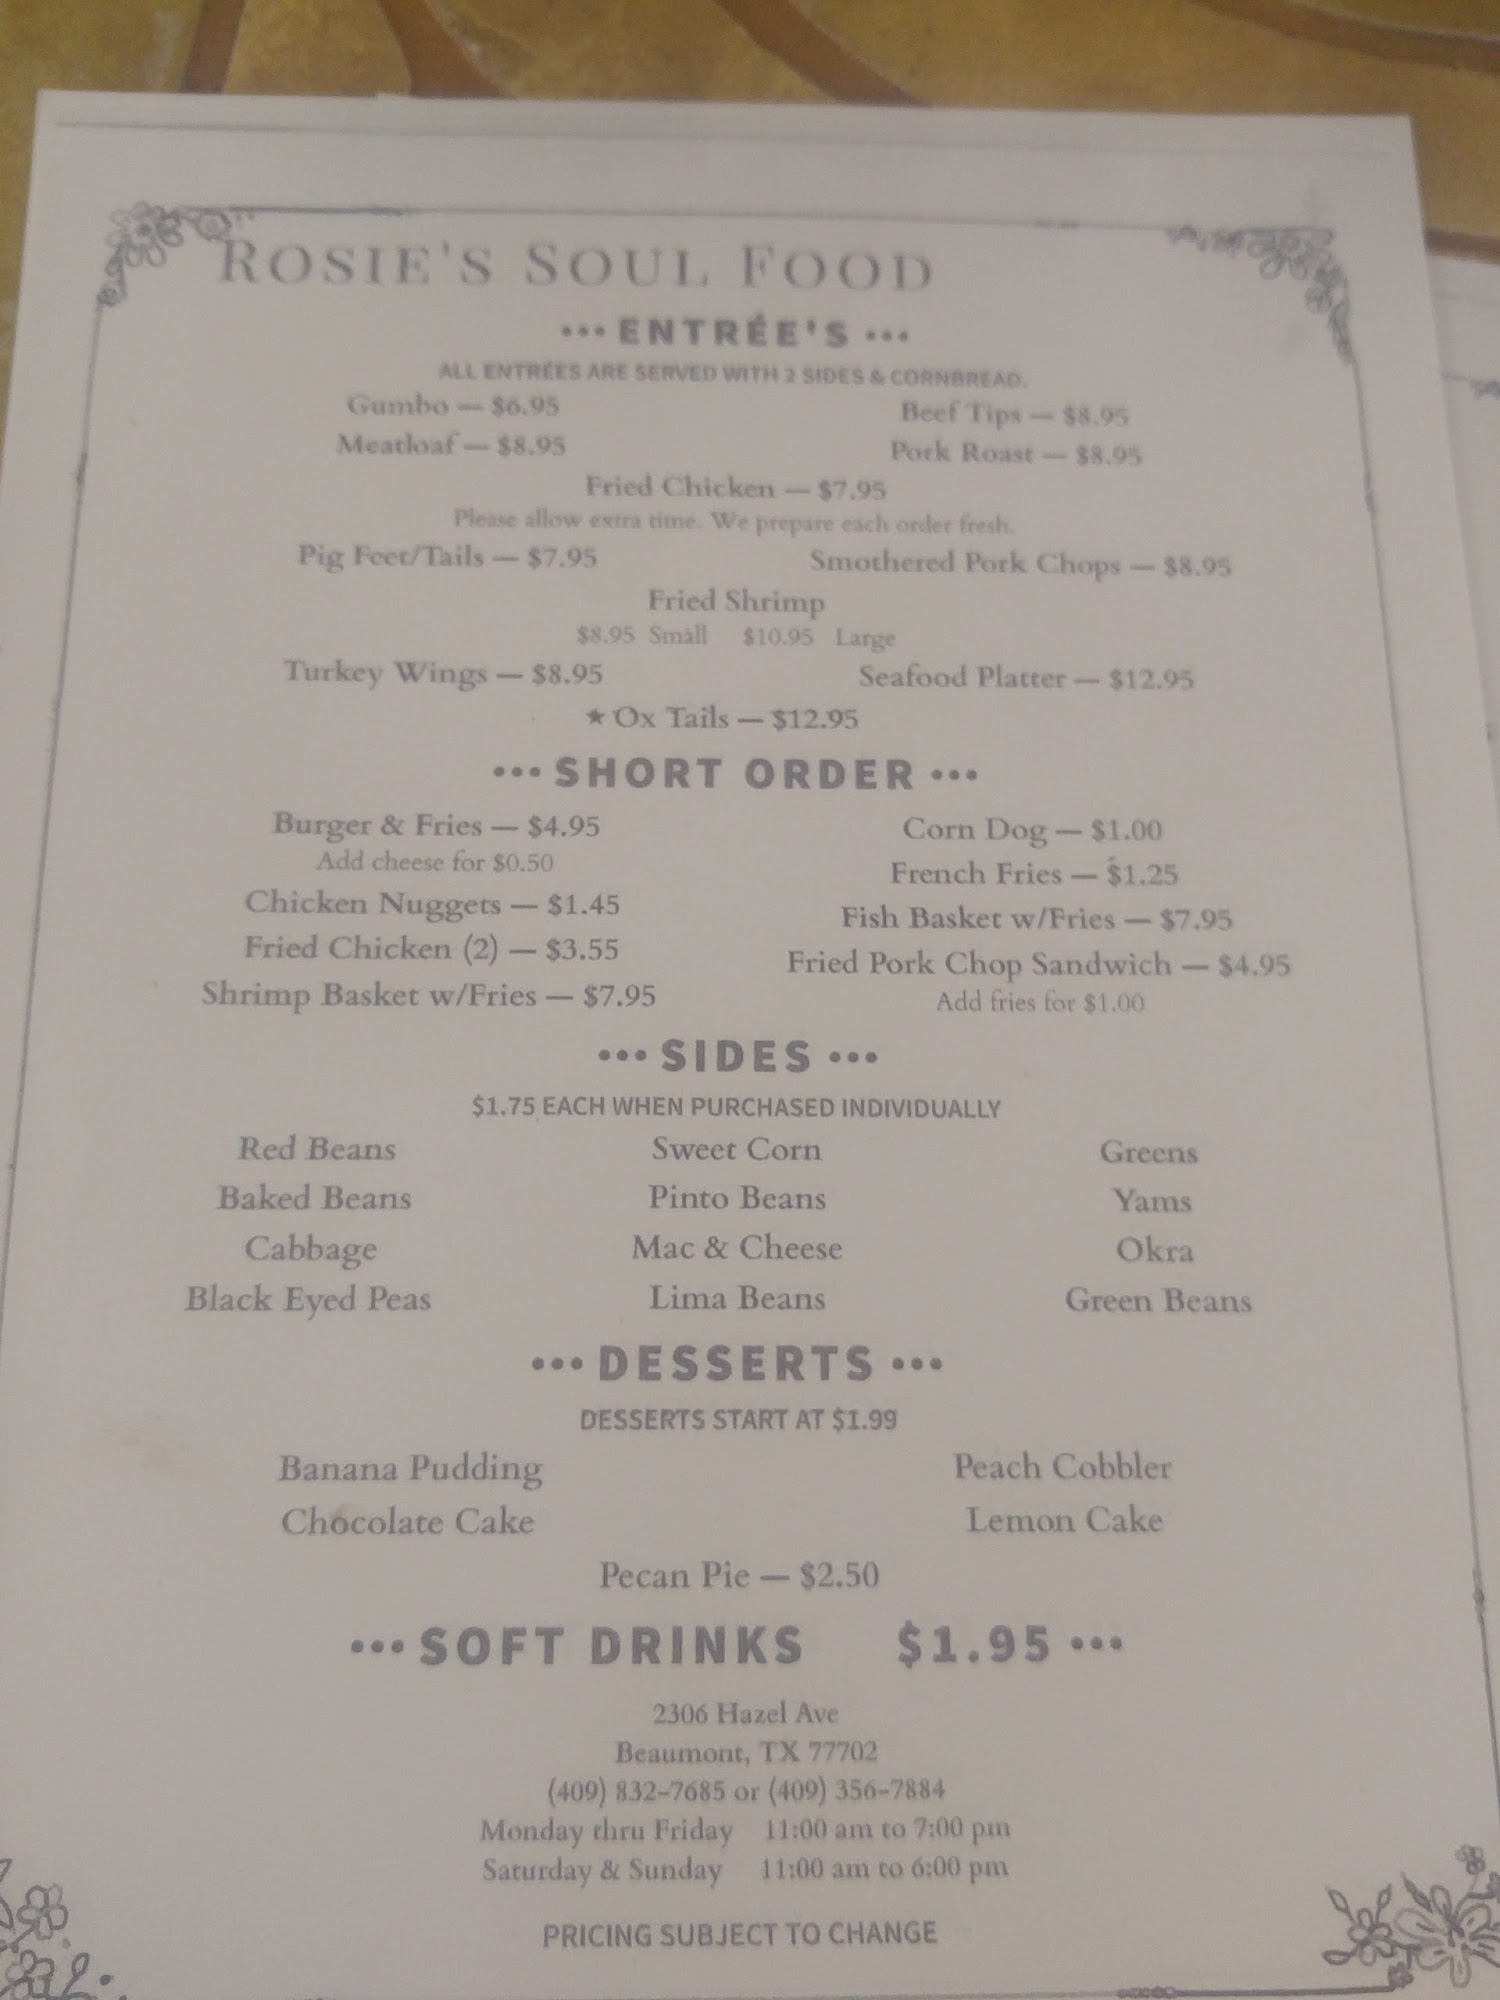 ROSIE'S SOUL FOOD
••• ENTRÉE'S •••
ALL ENTRÉES ARE SERVED WITH 2 SIDES & CORNBREAD.
Gumbo — $6.95 Beef Tips — $8.95
Meatloaf — $8.95 Pork Roast — $8.95
Fried Chicken — $7.95
Please allow extra time. We prepare each order fresh.
Pig Feet/Tails — $7.95 Smothered Pork Chops — $8.95
Fried Shrimp
$8.95 Small $10.95 Large
Turkey Wings — $8.95 Seafood Platter — $12.95
★ Ox Tails — $12.95
••• SHORT ORDER •••
Burger & Fries — $4.95 Corn Dog — $1.00
Add cheese for $0.50
French Fries — $1.25
Chicken Nuggets — $1.45
Fish Basket w/Fries — $7.95
Fried Chicken (2) — $3.55
Fried Pork Chop Sandwich — $4.95
Shrimp Basket w/Fries — $7.95
Add fries for $1.00
••• SIDES •••
$1.75 EACH WHEN PURCHASED INDIVIDUALLY
Red Beans Sweet Corn Greens
Baked Beans Pinto Beans Yams
Cabbage Mac & Cheese Okra
Black Eyed Peas Lima Beans Green Beans
••• DESSERTS •••
DESSERTS START AT $1.99
Banana Pudding Peach Cobbler
Chocolate Cake Lemon Cake
Pecan Pie — $2.50
••• SOFT DRINKS $1.95 •••
2306 Hazel Ave
Beaumont, TX 77702
(409) 832-7685 or (409) 356-7884
Monday thru Friday 11:00 am to 7:00 pm
Saturday & Sunday 11:00 am to 6:00 pm
PRICING SUBJECT TO CHANGE